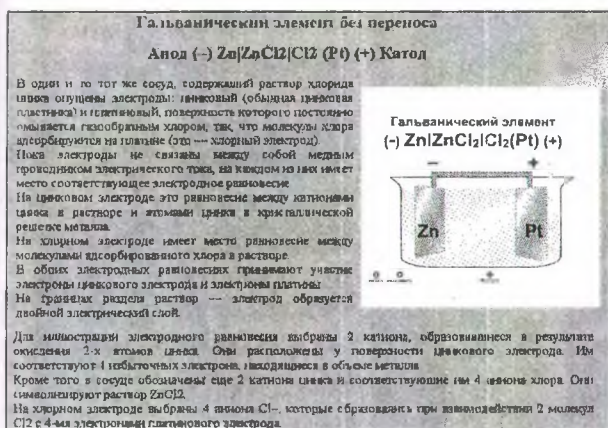 Гальванический элемент без переноса
Анод (–) Zn|ZnCl2|Cl2 (Pt) (+) Катод
В один и то тот же сосуд, содержащий раствор хлорида
цинка опущены электроды: цинковый (обычная цинковая
пластинка) и платиновый, поверхность которого постоянно
омывается газообразным хлором, так, что молекулы хлора
адсорбируются на платине (это — хлорный электрод).
Пока электроды не связаны между собой медным
проводником электрического тока, на каждом из них имеет
место соответствующее электродное равновесие
На цинковом электроде это равновесие между катионами
цинка в растворе и атомами цинка в кристаллической
решетке металла.
На хлорном электроде имеет место равновесие между
молекулами адсорбированного хлора в растворе
В обоих электродных равновесиях принимают участие
электроны цинкового электрода и электроны платины
На границах раздела раствор — электрод образуется
двойной электрический слой.
Гальванический элемент
(-) Zn|ZnCl₂|Cl₂(Pt) (+)
− +
Zn Pt
Для иллюстрации электродного равновесия выбраны 2 катиона, образовавшиеся в результате
окисления 2-х атомов цинка. Они расположены у поверхности цинкового электрода. Им
соответствуют 4 избыточных электрона, находящиеся в объеме металла
Кроме того в сосуде обозначены еще 2 катиона цинка и соответствующие им 4 аниона хлора. Они
символизируют раствор ZnCl2.
На хлорном электроде выбраны 4 аниона Cl–, которые образовались при взаимодействии 2 молекул
Cl2 с 4-мя электронами платинового электрода.